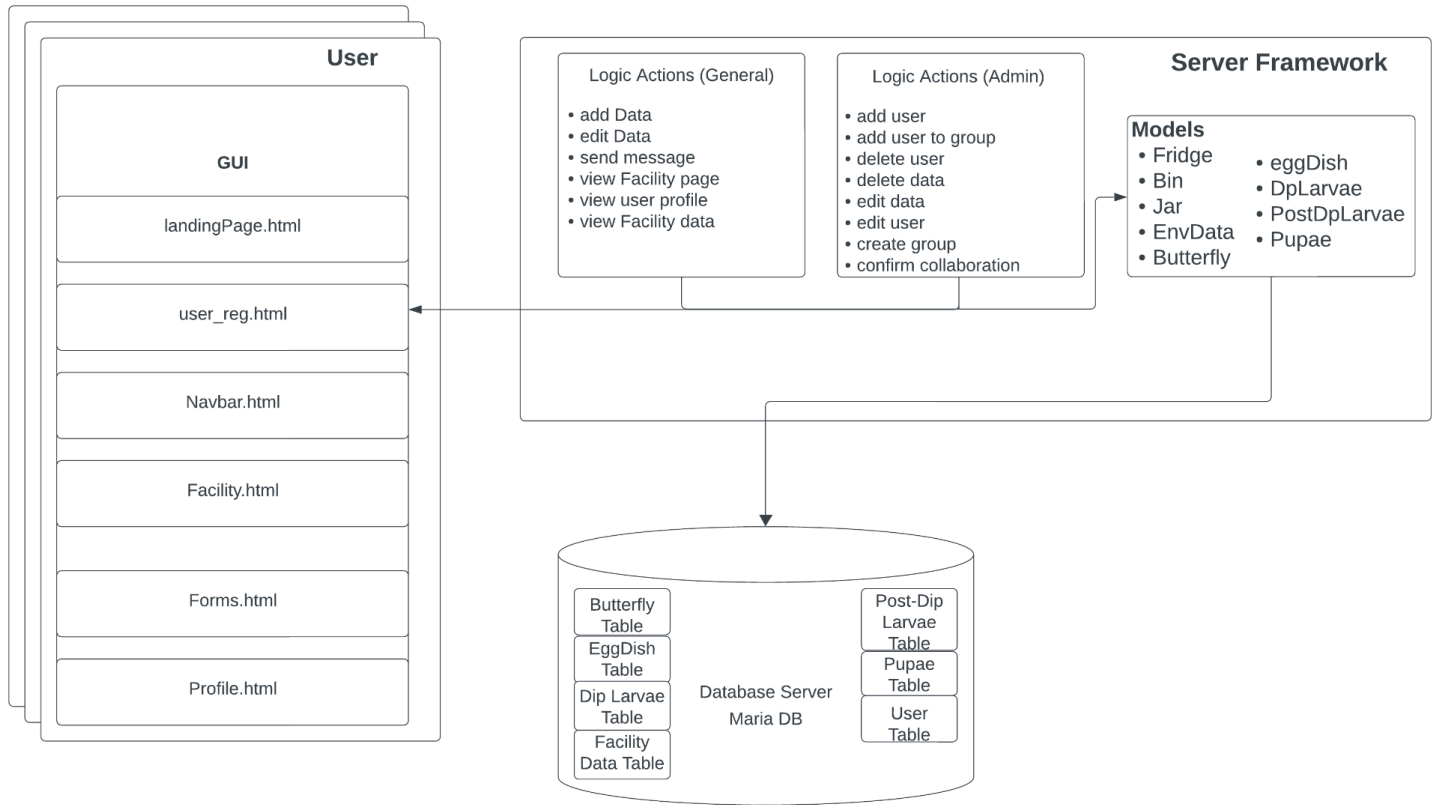 User
GUI
landingPage.html
user_reg.html
Navbar.html
Facility.html
Forms.html
Profile.html
Server Framework
Logic Actions (General)
• add Data
• edit Data
• send message
• view Facility page
• view user profile
• view Facility data
Logic Actions (Admin)
• add user
• add user to group
• delete user
• delete data
• edit data
• edit user
• create group
• confirm collaboration
Models
• Fridge
• Bin
• Jar
• EnvData
• Butterfly
• eggDish
• DpLarvae
• PostDpLarvae
• Pupae
Butterfly
Table
EggDish
Table
Dip Larvae
Table
Facility
Data Table
Database Server
Maria DB
Post-Dip
Larvae
Table
Pupae
Table
User
Table